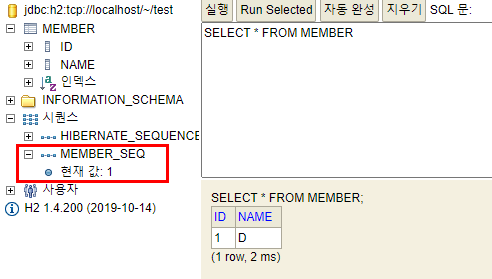 jdbc:h2:tcp://localhost/~/test
MEMBER
ID
NAME
인덱스
INFORMATION_SCHEMA
시퀀스
HIBERNATE_SEQUENCE
MEMBER_SEQ
현재 값: 1
사용자
H2 1.4.200 (2019-10-14)
실행 Run Selected 자동 완성 지우기 SQL 문:
SELECT * FROM MEMBER
SELECT * FROM MEMBER;
ID NAME
1 D
(1 row, 2 ms)